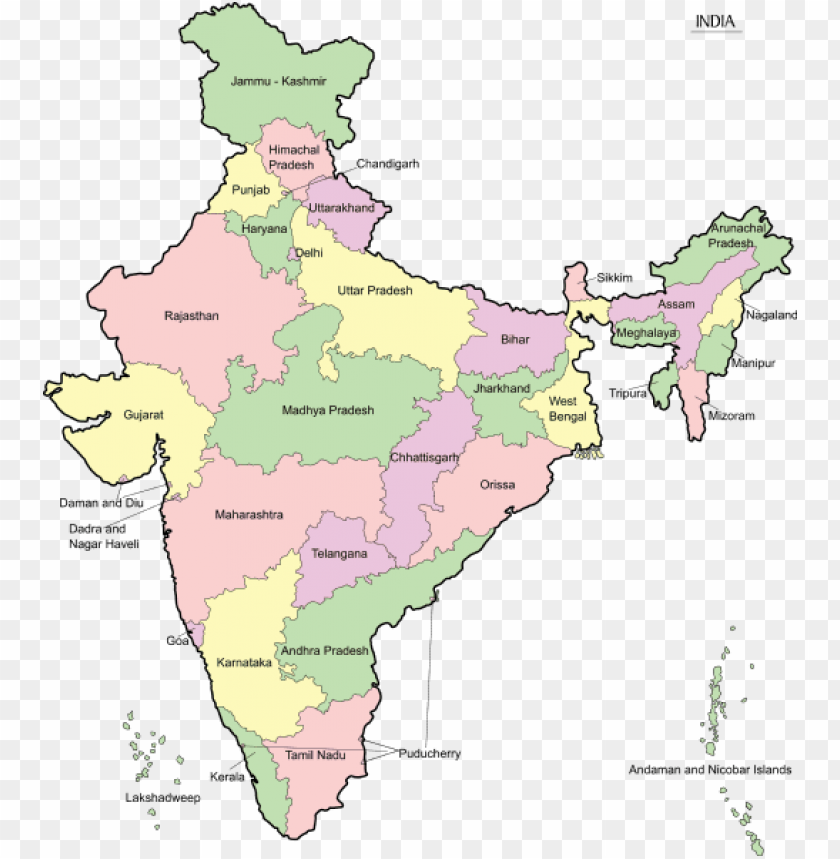 INDIA
Jammu - Kashmir
Himachal
Pradesh
Chandigarh
Punjab
Uttarakhand
Haryana
Delhi
Arunachal
Pradesh
Sikkim
Uttar Pradesh
Assam
Rajasthan
Nagaland
Meghalaya
Bihar
Manipur
Jharkhand
Tripura
West
Bengal
Gujarat
Madhya Pradesh
Mizoram
Chhattisgarh
Orissa
Daman and Diu
Maharashtra
Dadra and
Nagar Haveli
Telangana
Goa
Andhra Pradesh
Karnataka
Tamil Nadu
Puducherry
Kerala
Andaman and Nicobar Islands
Lakshadweep